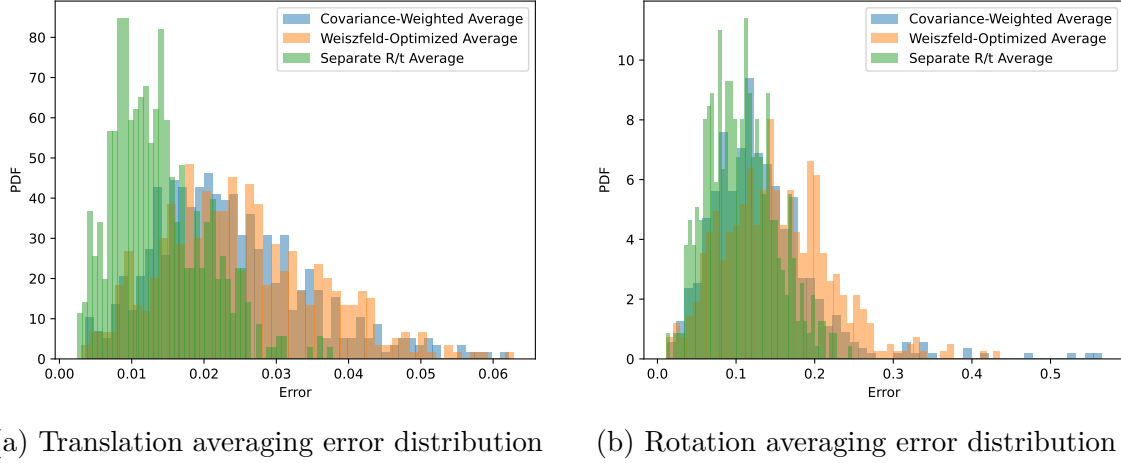 Covariance-Weighted Average
Weiszfeld-Optimized Average
Separate R/t Average
80
70
60
50
40
30
20
10
0
PDF
0.00 0.01 0.02 0.03 0.04 0.05 0.06
Error
Covariance-Weighted Average
Weiszfeld-Optimized Average
Separate R/t Average
10
8
6
4
2
0
PDF
0.0 0.1 0.2 0.3 0.4 0.5
Error
a) Translation averaging error distribution
(b) Rotation averaging error distribution